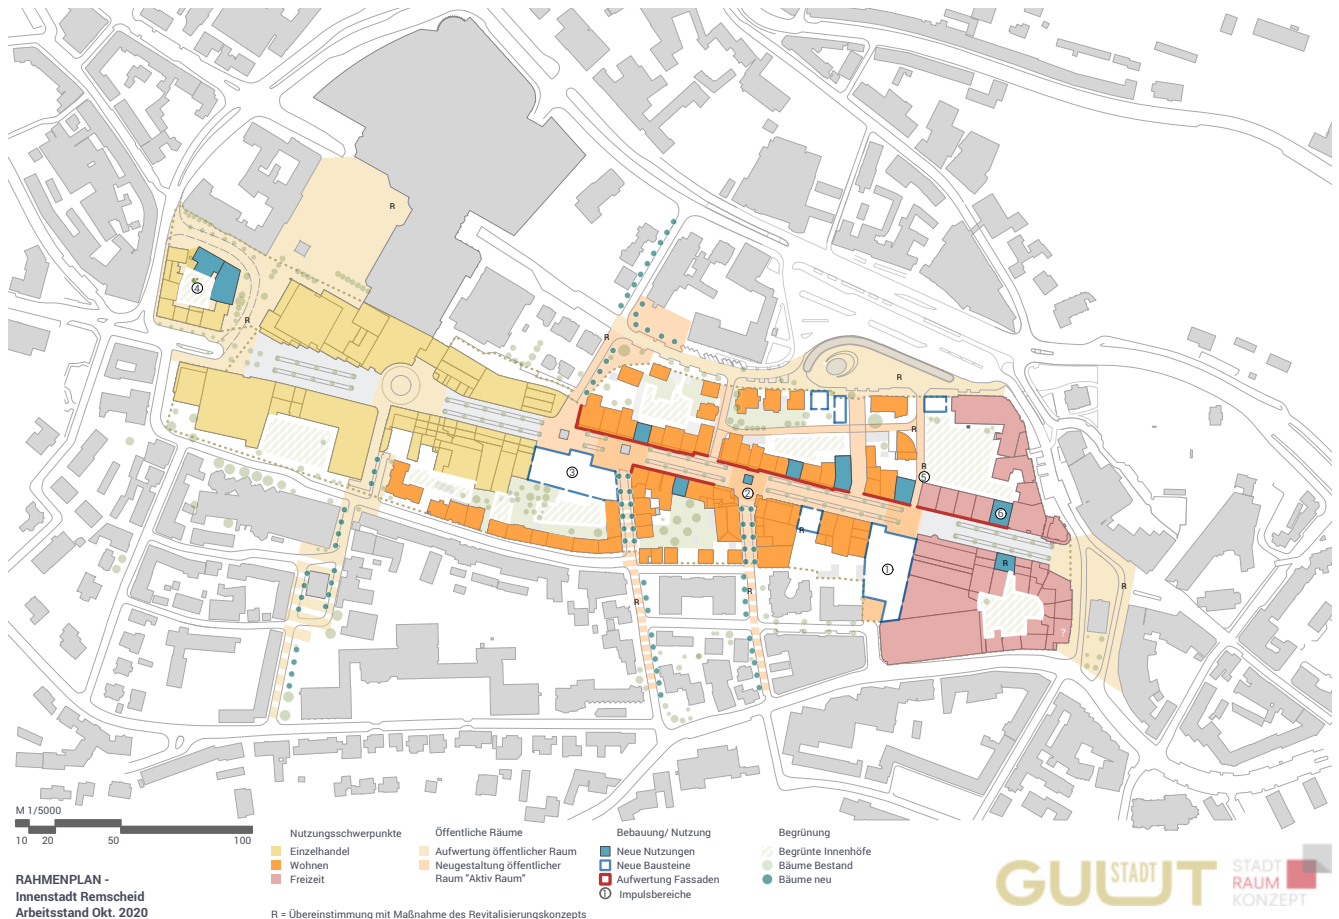 R
④
R
R
R
R
③
②
R
R
⑤
⑥
R
①
R
R
R
R
?
M 1/5000
10 20 50 100
RAHMENPLAN -
Innenstadt Remscheid
Arbeitsstand Okt. 2020
Nutzungsschwerpunkte
Einzelhandel
Wohnen
Freizeit
Öffentliche Räume
Aufwertung öffentlicher Raum
Neugestaltung öffentlicher
Raum "Aktiv Raum"
Bebauung/ Nutzung
Neue Nutzungen
Neue Bausteine
Aufwertung Fassaden
① Impulsbereiche
Begrünung
Begrünte Innenhöfe
Bäume Bestand
Bäume neu
R = Übereinstimmung mit Maßnahme des Revitalisierungskonzepts
GUUT
STADT
STADT
RAUM
KONZEPT